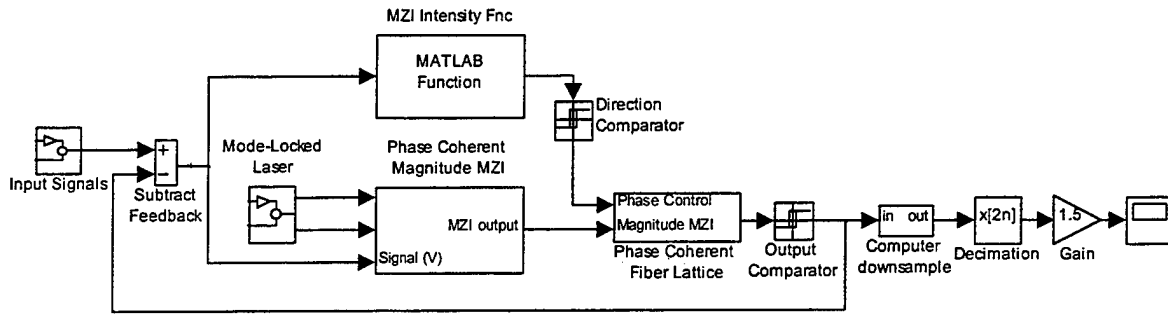 MZI Intensity Fnc
MATLAB
Function
Direction
Comparator
Input Signals
+
−
Subtract
Feedback
Mode-Locked
Laser
Phase Coherent
Magnitude MZI
MZI output
Signal (V)
Phase Control
Magnitude MZI
Phase Coherent
Fiber Lattice
Output
Comparator
in out
Computer
downsample
x[2n]
Decimation
1.5
Gain